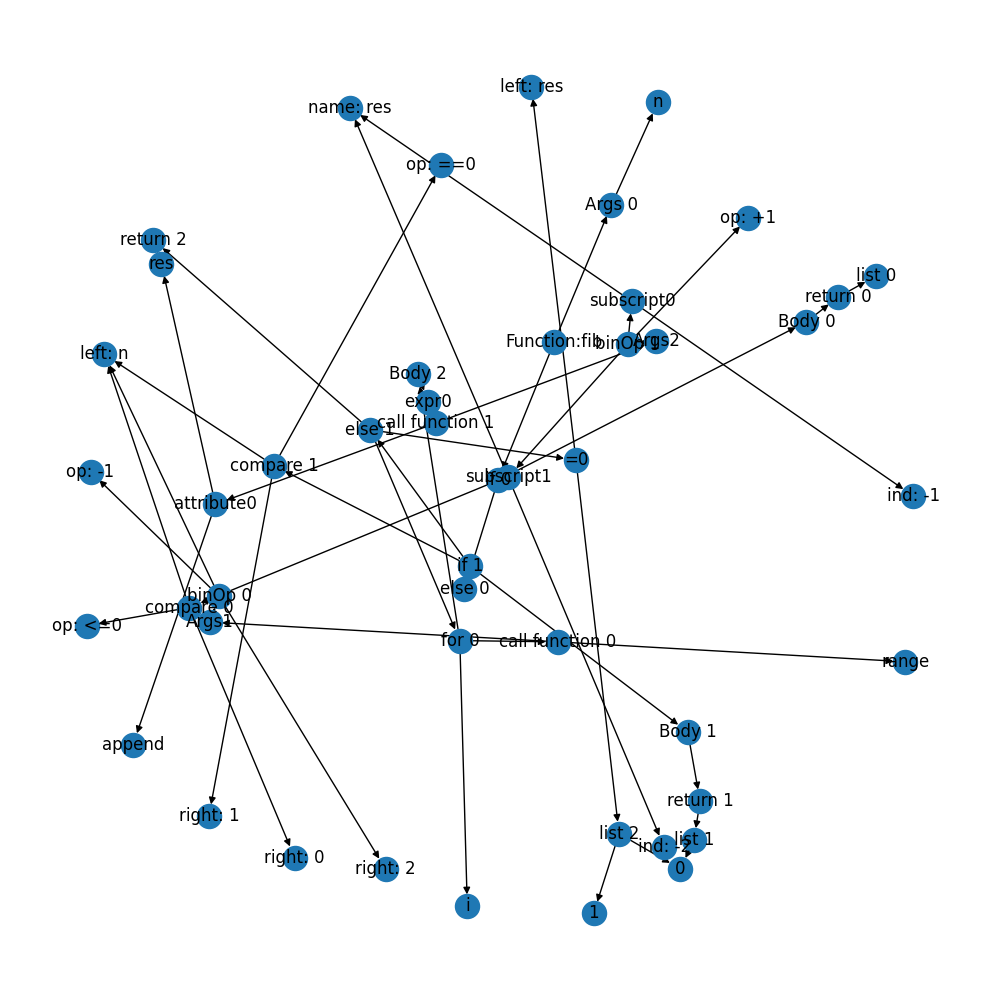 left: res
n
name: res
op: ==0
Args 0
op: +1
return 2
res
list 0
return 0
subscript0
Body 0
Function:fib
binOp 1
Args2
left: n
Body 2
expr0
call function 1
else 1
=0
compare 1
op: -1
subscript1
if 0
ind: -1
attribute0
if 1
else 0
binOp 0
compare 0
Args1
op: <=0
for 0
call function 0
range
Body 1
append
return 1
right: 1
list 2
list 1
ind: -2
right: 0
right: 2
0
i
1